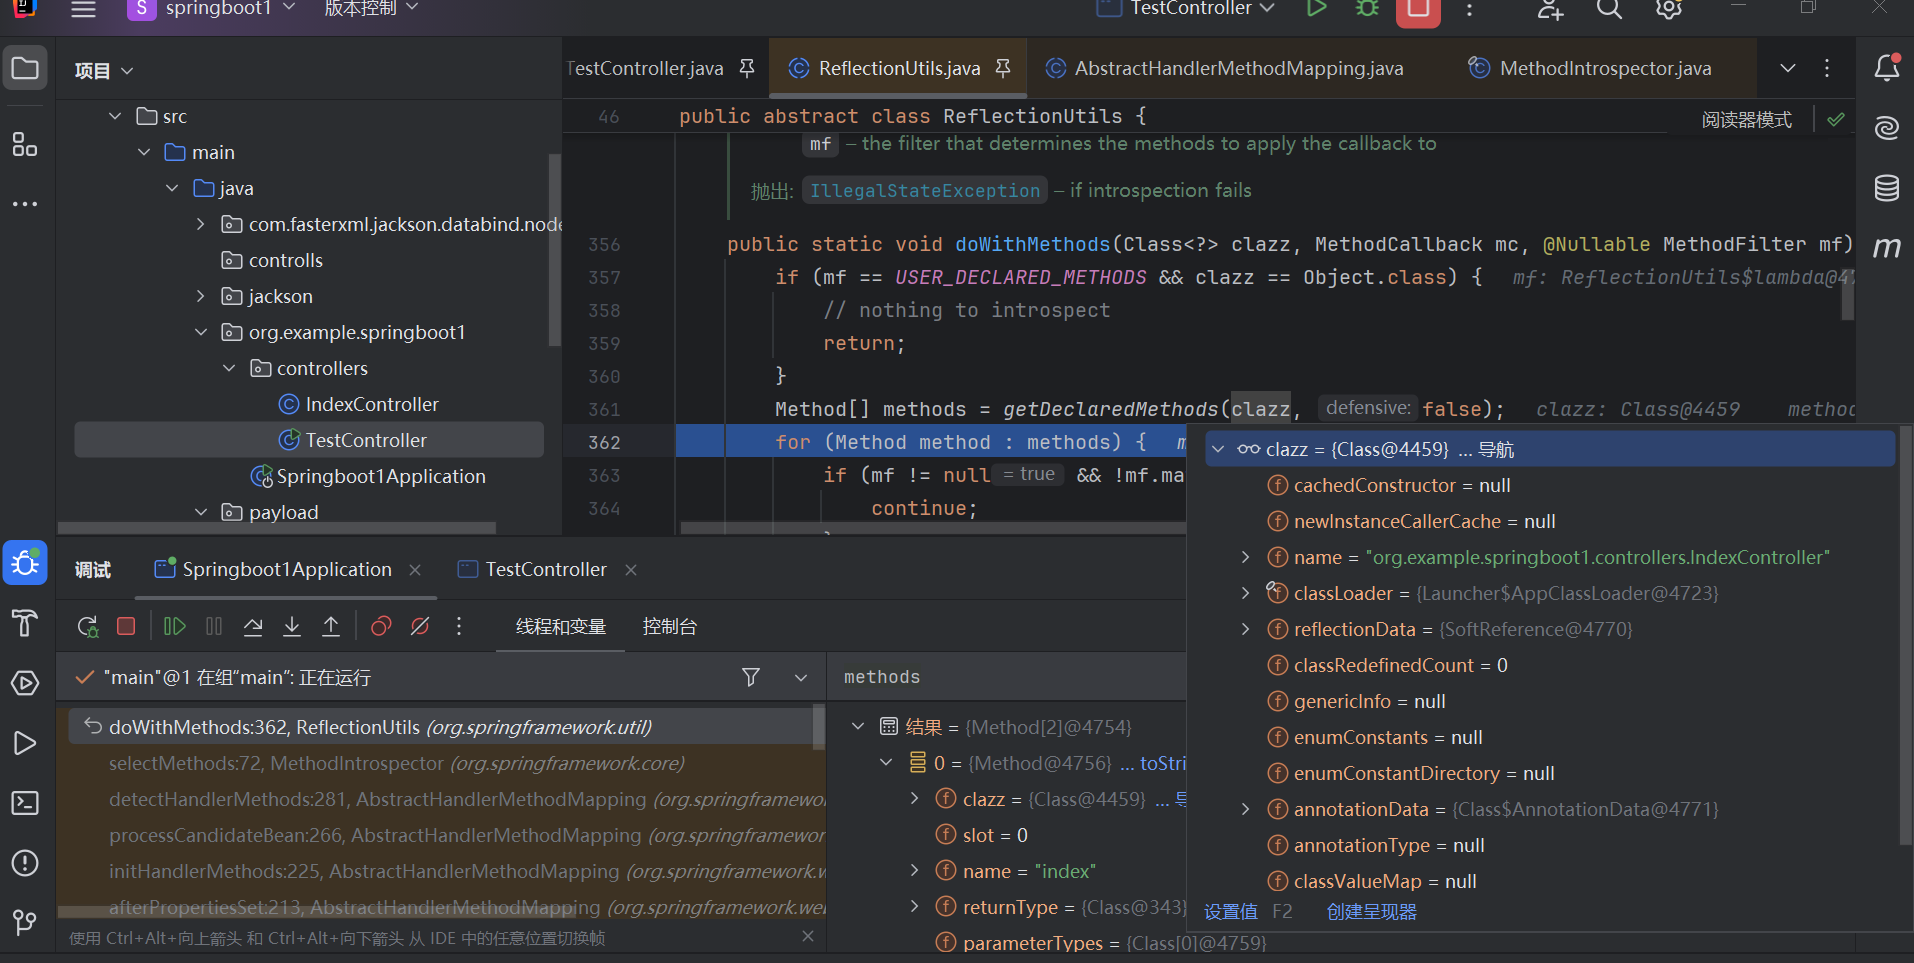 S springboot1 版本控制 TestController
项目
src
main
java
com.fasterxml.jackson.databind.node
controlls
jackson
org.example.springboot1
controllers
IndexController
TestController
Springboot1Application
payload
TestController.java ReflectionUtils.java AbstractHandlerMethodMapping.java MethodIntrospector.java
46 public abstract class ReflectionUtils {
阅读器模式
mf – the filter that determines the methods to apply the callback to
抛出: IllegalStateException – if introspection fails
356 public static void doWithMethods(Class<?> clazz, MethodCallback mc, @Nullable MethodFilter mf)
357 if (mf == USER_DECLARED_METHODS && clazz == Object.class) { mf: ReflectionUtils$lambda@47
358 // nothing to introspect
359 return;
360 }
361 Method[] methods = getDeclaredMethods(clazz, defensive: false); clazz: Class@4459 method
362 for (Method method : methods) { m
363 if (mf != null = true && !mf.ma
364 continue;
调试 Springboot1Application TestController
线程和变量 控制台
"main"@1 在组"main": 正在运行
doWithMethods:362, ReflectionUtils (org.springframework.util)
selectMethods:72, MethodIntrospector (org.springframework.core)
detectHandlerMethods:281, AbstractHandlerMethodMapping (org.springframewor
processCandidateBean:266, AbstractHandlerMethodMapping (org.springframewor
initHandlerMethods:225, AbstractHandlerMethodMapping (org.springframework.w
afterPropertiesSet:213, AbstractHandlerMethodMapping (org.springframework.web
使用 Ctrl+Alt+向上箭头 和 Ctrl+Alt+向下箭头 从 IDE 中的任意位置切换帧
methods
结果 = {Method[2]@4754}
0 = {Method@4756} ... toStri
clazz = {Class@4459} ... 导
slot = 0
name = "index"
returnType = {Class@343}
parameterTypes = {Class[0]@4759}
clazz = {Class@4459} ... 导航
cachedConstructor = null
newInstanceCallerCache = null
name = "org.example.springboot1.controllers.IndexController"
classLoader = {Launcher$AppClassLoader@4723}
reflectionData = {SoftReference@4770}
classRedefinedCount = 0
genericInfo = null
enumConstants = null
enumConstantDirectory = null
annotationData = {Class$AnnotationData@4771}
annotationType = null
classValueMap = null
设置值 F2 创建呈现器